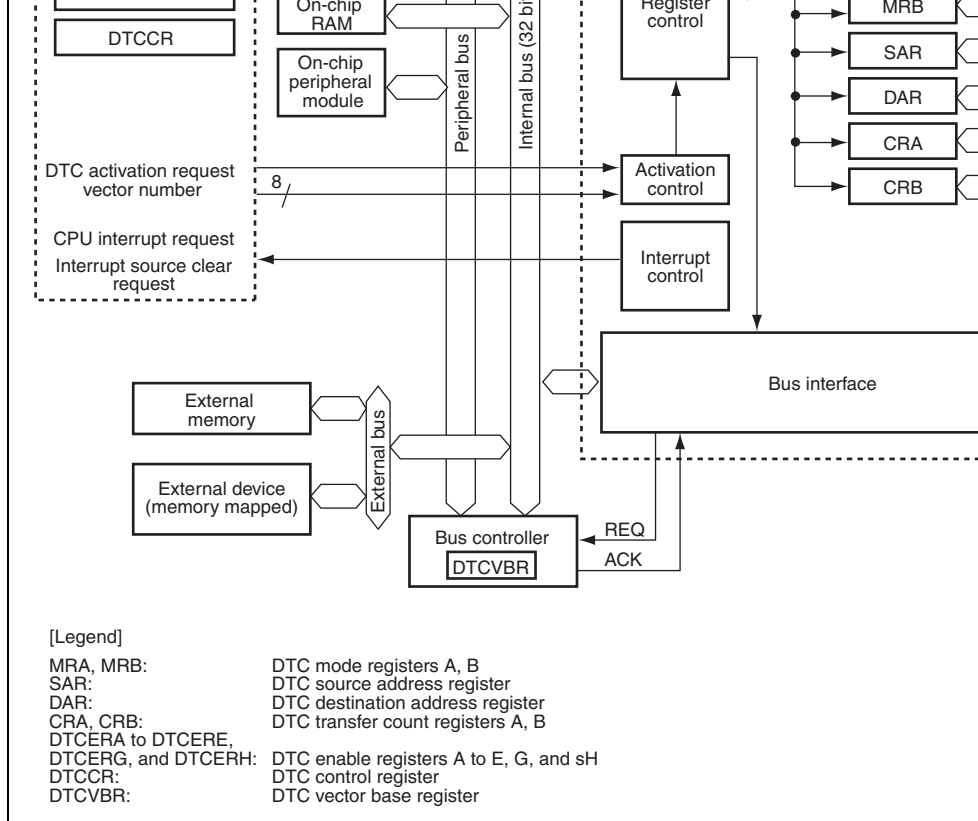 On-chip
RAM
DTCCR
On-chip
peripheral
module
Peripheral bus
Internal bus (32 bi
Register
control
MRB
SAR
DAR
CRA
CRB
DTC activation request
vector number
8
Activation
control
CPU interrupt request
Interrupt source clear
request
Interrupt
control
Bus interface
External
memory
External bus
External device
(memory mapped)
Bus controller
DTCVBR
REQ
ACK
[Legend]
MRA, MRB: DTC mode registers A, B
SAR: DTC source address register
DAR: DTC destination address register
CRA, CRB: DTC transfer count registers A, B
DTCERA to DTCERE,
DTCERG, and DTCERH: DTC enable registers A to E, G, and sH
DTCCR: DTC control register
DTCVBR: DTC vector base register